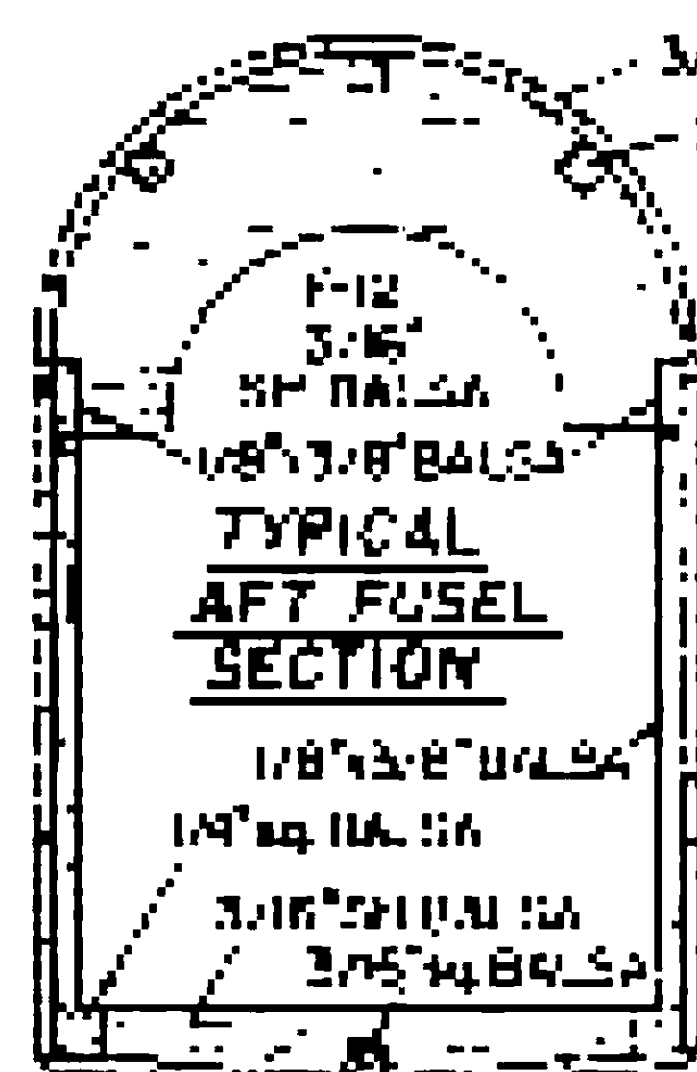 F-12
3/16"
SH BALSA
1/8"x3/8" BALSA
TYPICAL
AFT FUSEL
SECTION
1/8"x3/8" BALSA
1/4"sq BALSA
3/16"SH BALSA
3/16"sq BALSA